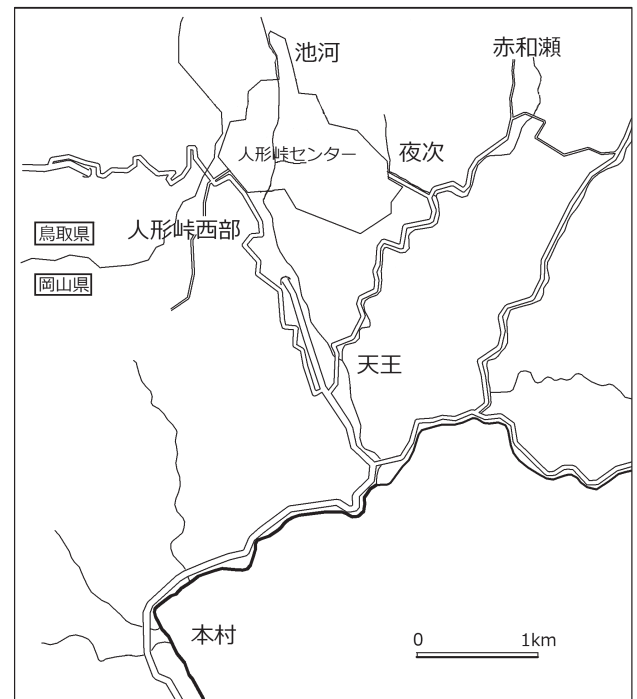 池河
赤和瀬
人形峠センター
夜次
鳥取県
人形峠西部
岡山県
天王
本村
0 1km